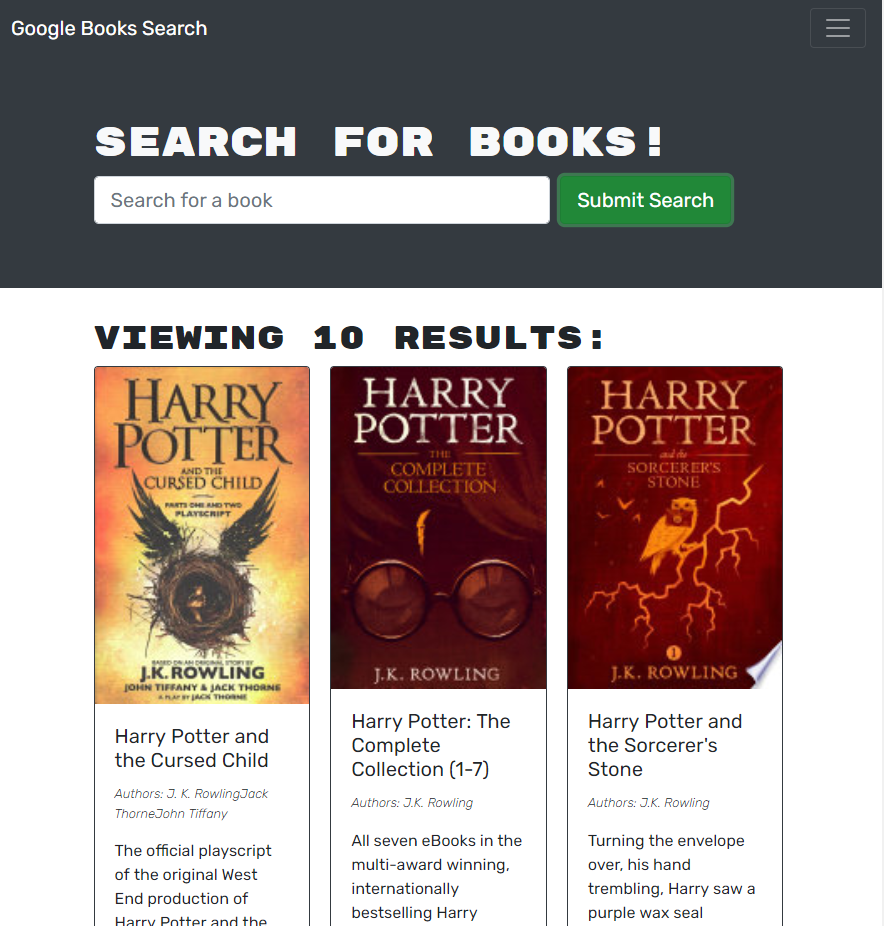 Google Books Search
SEARCH FOR BOOKS!
Search for a book
Submit Search
VIEWING 10 RESULTS:
HARRY
POTTER
AND THE
CURSED CHILD
PARTS ONE AND TWO
PLAYSCRIPT
BASED ON AN ORIGINAL STORY BY
J.K. ROWLING
JOHN TIFFANY & JACK THORNE
A PLAY BY JACK THORNE
Harry Potter and
the Cursed Child
Authors: J. K. RowlingJack
ThorneJohn Tiffany
The official playscript
of the original West
End production of
Harry Potter and the
HARRY
POTTER
THE
COMPLETE
COLLECTION
J.K. ROWLING
Harry Potter: The
Complete
Collection (1-7)
Authors: J.K. Rowling
All seven eBooks in the
multi-award winning,
internationally
bestselling Harry
HARRY
POTTER
and the
SORCERER'S
STONE
1
J.K. ROWLING
Harry Potter and
the Sorcerer's
Stone
Authors: J.K. Rowling
Turning the envelope
over, his hand
trembling, Harry saw a
purple wax seal